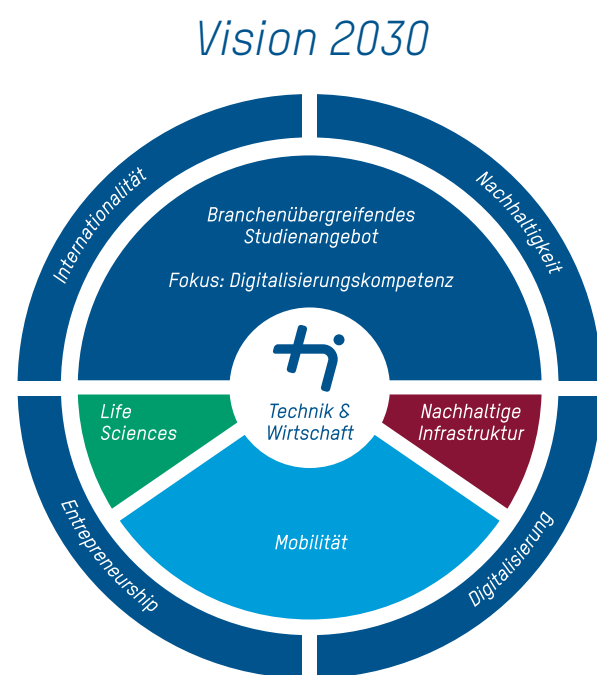 Vision 2030
Internationalität
Nachhaltigkeit
Branchenübergreifendes
Studienangebot
Fokus: Digitalisierungskompetenz
Technik &
Wirtschaft
Life
Sciences
Nachhaltige
Infrastruktur
Mobilität
Entrepreneurship
Digitalisierung